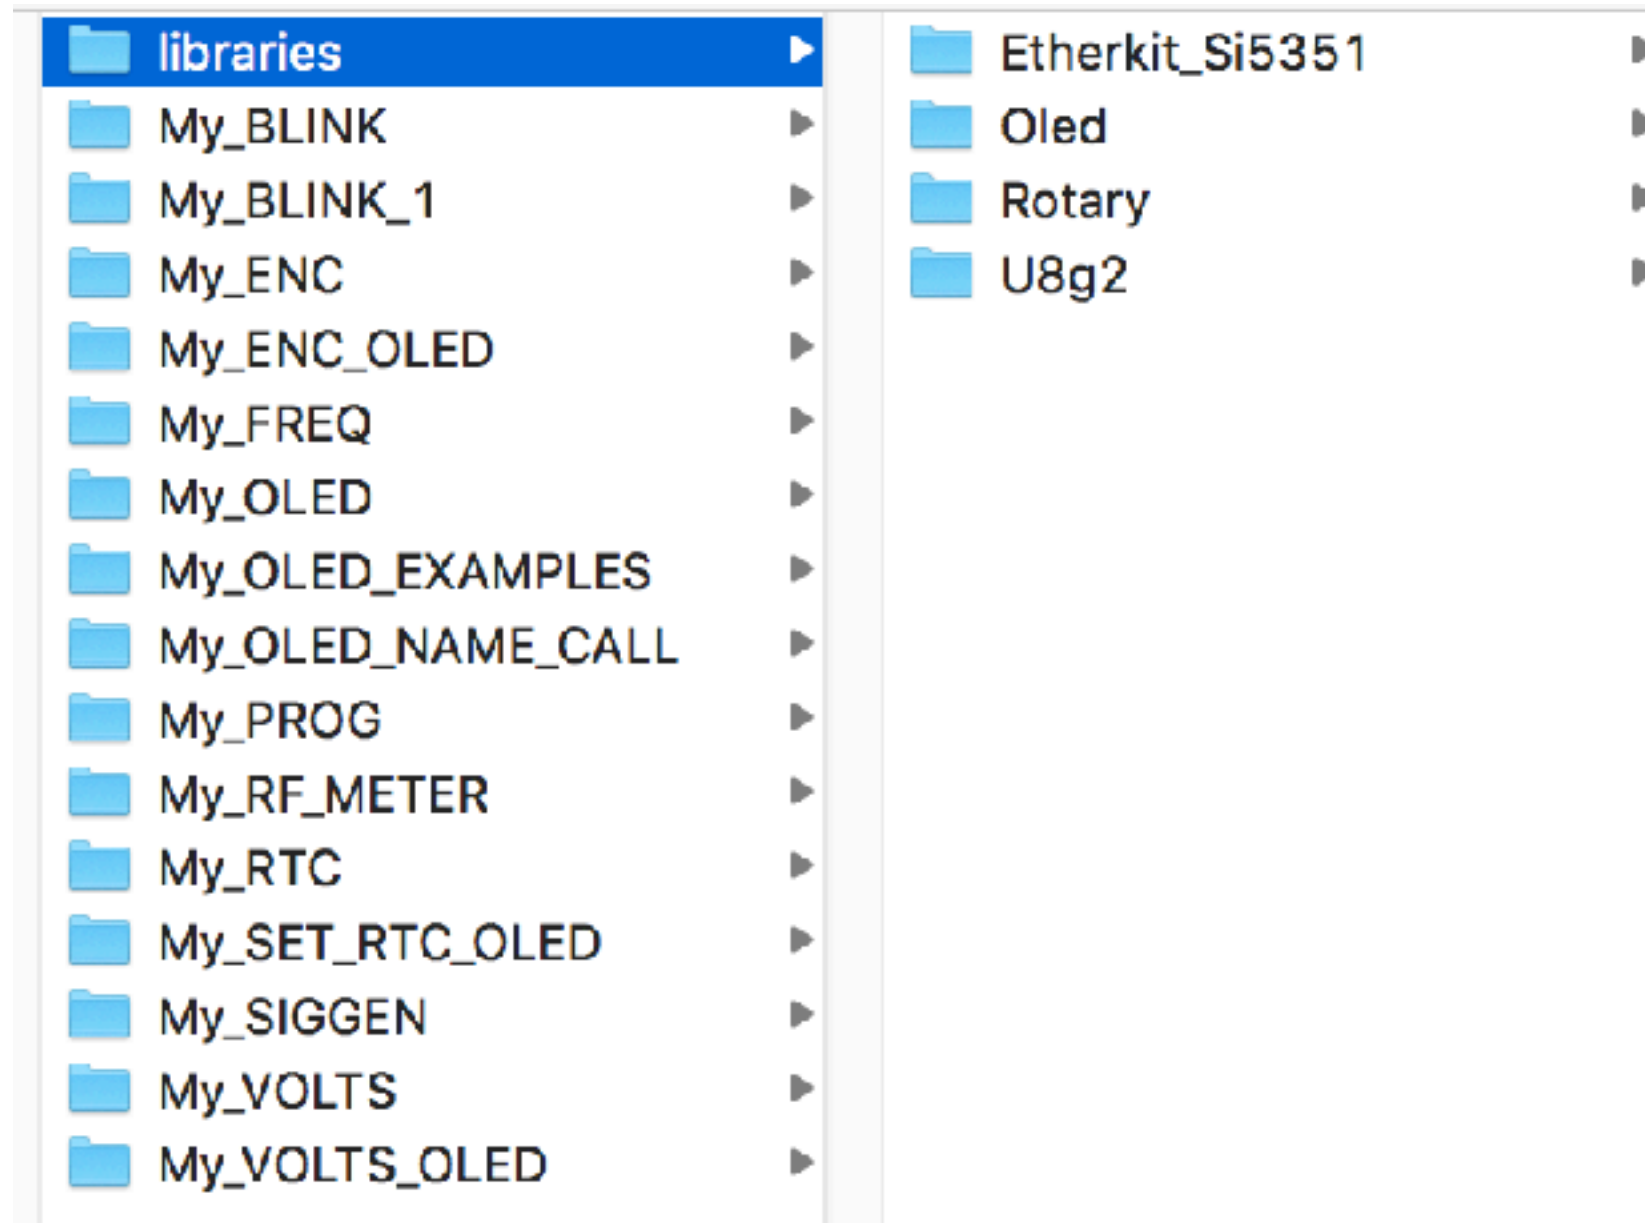 libraries
My_BLINK
My_BLINK_1
My_ENC
My_ENC_OLED
My_FREQ
My_OLED
My_OLED_EXAMPLES
My_OLED_NAME_CALL
My_PROG
My_RF_METER
My_RTC
My_SET_RTC_OLED
My_SIGGEN
My_VOLTS
My_VOLTS_OLED
Etherkit_Si5351
Oled
Rotary
U8g2